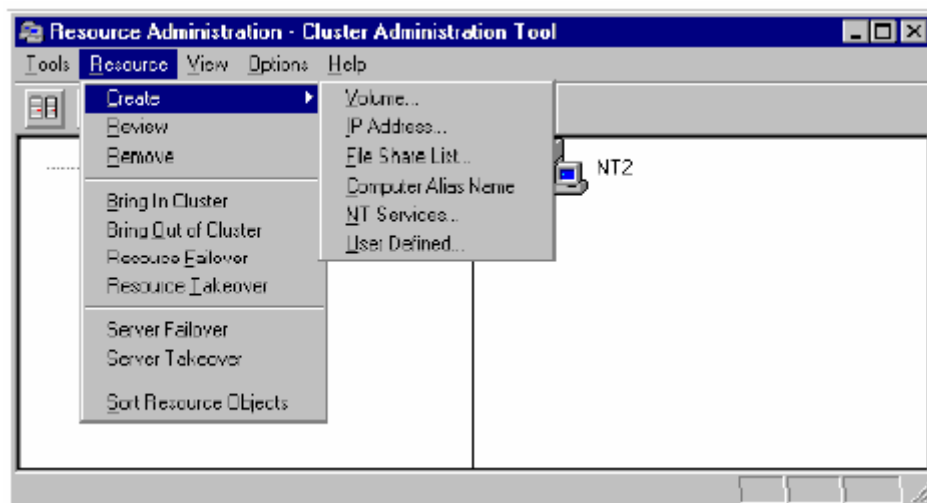 Resource Administration - Cluster Administration Tool
Tools Resource View Options Help
Create
Review
Remove
Bring In Cluster
Bring Out of Cluster
Resource Failover
Resource Takeover
Server Failover
Server Takeover
Sort Resource Objects
Volume...
IP Address...
File Share List...
Computer Alias Name
NT Services...
User Defined...
NT2